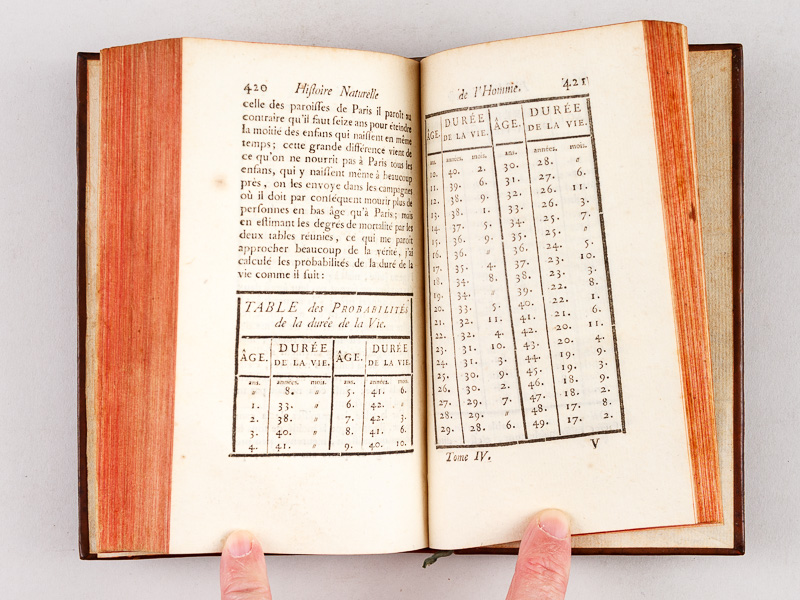 420 Histoire Naturelle
celle des paroisses de Paris il paroît au
contraire qu'il faut seize ans pour éteindre
la moitié des enfans qui naissent en même
temps ; cette grande différence vient de
ce qu'on ne nourrit pas à Paris tous les
enfans, qui y naissent même à beaucoup
près, on les envoye dans les campagnes
où il doit par conséquent mourir plus de
personnes en bas âge qu'à Paris ; mais
en estimant les degrés de mortalité par les
deux tables réunies, ce qui me paroît
approcher beaucoup de la vérité, j'ai
calculé les probabilités de la duré de la
vie comme il suit :
TABLE des PROBABILITÉS
de la durée de la Vie.
ÂGE. DURÉE DE LA VIE. ÂGE. DURÉE DE LA VIE.
ans. années. mois. ans. années. mois.
" 8. " 5. 41. 6.
1. 33. " 6. 42. "
2. 38. " 7. 42. 3.
3. 40. " 8. 41. 6.
4. 41. " 9. 40. 10.
de l'Homme. 421
ÂGE. DURÉE DE LA VIE. ÂGE. DURÉE DE LA VIE.
ans. années. mois. ans. années. mois.
10. 40. 2. 30. 28. "
11. 39. 6. 31. 27. 6.
12. 38. 9. 32. 26. 11.
13. 38. 1. 33. 26. 3.
14. 37. 5. 34. 25. 7.
15. 36. 9. 35. 25. "
16. 36. " 36. 24. 5.
17. 35. 4. 37. 23. 10.
18. 34. 8. 38. 23. 3.
19. 34. " 39. 22. 8.
20. 33. 5. 40. 22. 1.
21. 32. 11. 41. 21. 6.
22. 32. 4. 42. 20. 11.
23. 31. 10. 43. 20. 4.
24. 31. 3. 44. 19. 9.
25. 30. 9. 45. 19. 3.
26. 30. 2. 46. 18. 9.
27. 29. 7. 47. 18. 2.
28. 29. " 48. 17. 8.
29. 28. 6. 49. 17. 2.
Tome IV. V